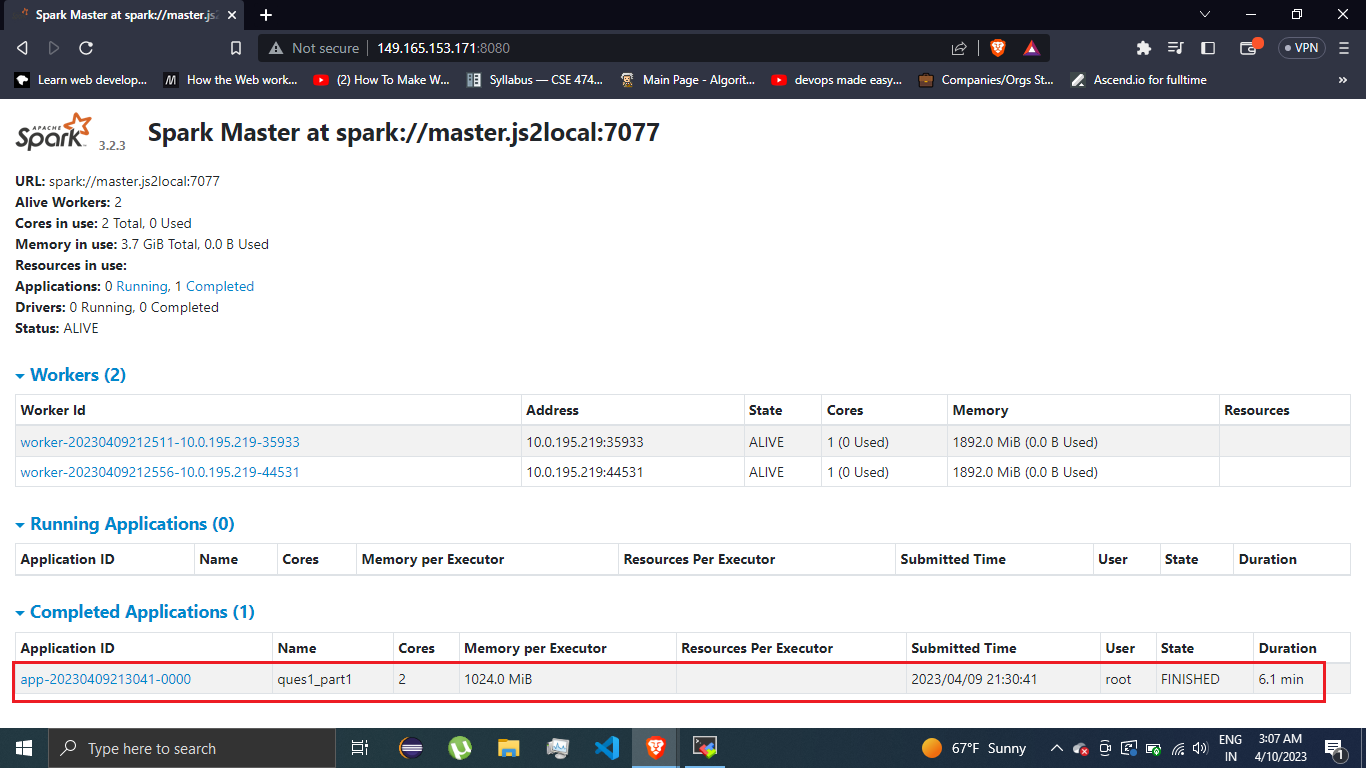 Spark Master at spark://master.js2
Not secure 149.165.153.171:8080 VPN
Learn web develop... How the Web work... (2) How To Make W... Syllabus — CSE 474... Main Page - Algorit... devops made easy... Companies/Orgs St... Ascend.io for fulltime »
APACHE Spark 3.2.3 Spark Master at spark://master.js2local:7077
URL: spark://master.js2local:7077
Alive Workers: 2
Cores in use: 2 Total, 0 Used
Memory in use: 3.7 GiB Total, 0.0 B Used
Resources in use:
Applications: 0 Running, 1 Completed
Drivers: 0 Running, 0 Completed
Status: ALIVE
Workers (2)
Worker Id Address State Cores Memory Resources
worker-20230409212511-10.0.195.219-35933 10.0.195.219:35933 ALIVE 1 (0 Used) 1892.0 MiB (0.0 B Used)
worker-20230409212556-10.0.195.219-44531 10.0.195.219:44531 ALIVE 1 (0 Used) 1892.0 MiB (0.0 B Used)
Running Applications (0)
Application ID Name Cores Memory per Executor Resources Per Executor Submitted Time User State Duration
Completed Applications (1)
Application ID Name Cores Memory per Executor Resources Per Executor Submitted Time User State Duration
app-20230409213041-0000 ques1_part1 2 1024.0 MiB 2023/04/09 21:30:41 root FINISHED 6.1 min
Type here to search 67°F Sunny ENG 3:07 AM
IN 4/10/2023 1